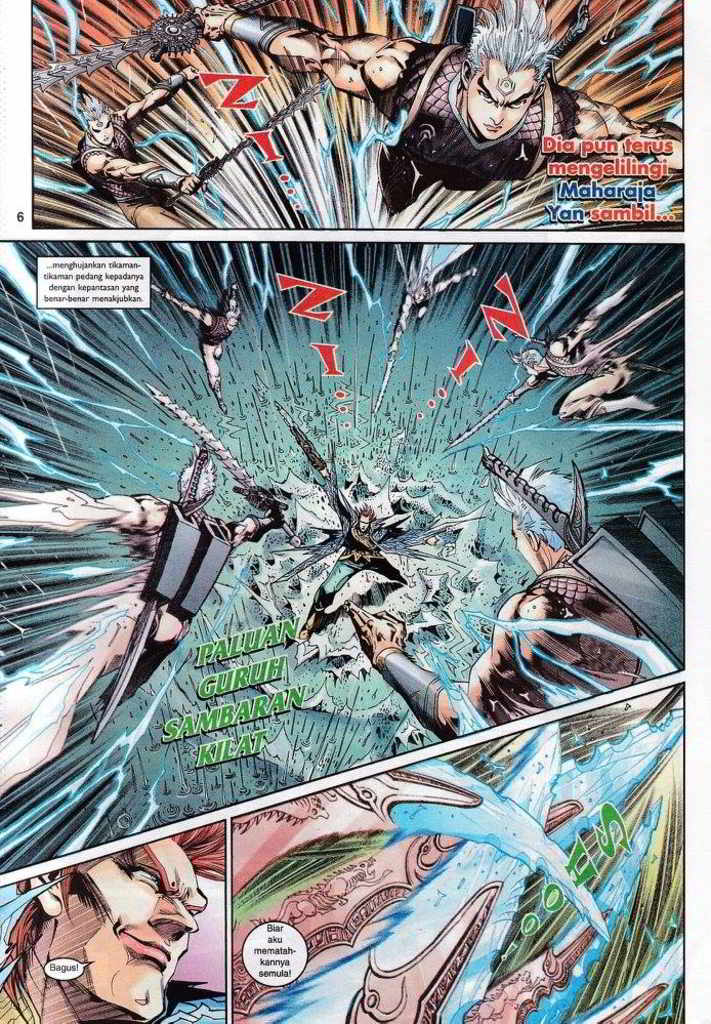 ZI...
Dia pun terus
mengelilingi
Maharaja
Yan sambil...
6
...menghujankan tikaman-
tikaman pedang kepadanya
dengan kepantasan yang
benar-benar menakjubkan.
ZI...
ZI...
PALUAN
GURUH
SAMBARAN
KILAT
Bagus!
Biar
aku
mematah-
kannya
semula!